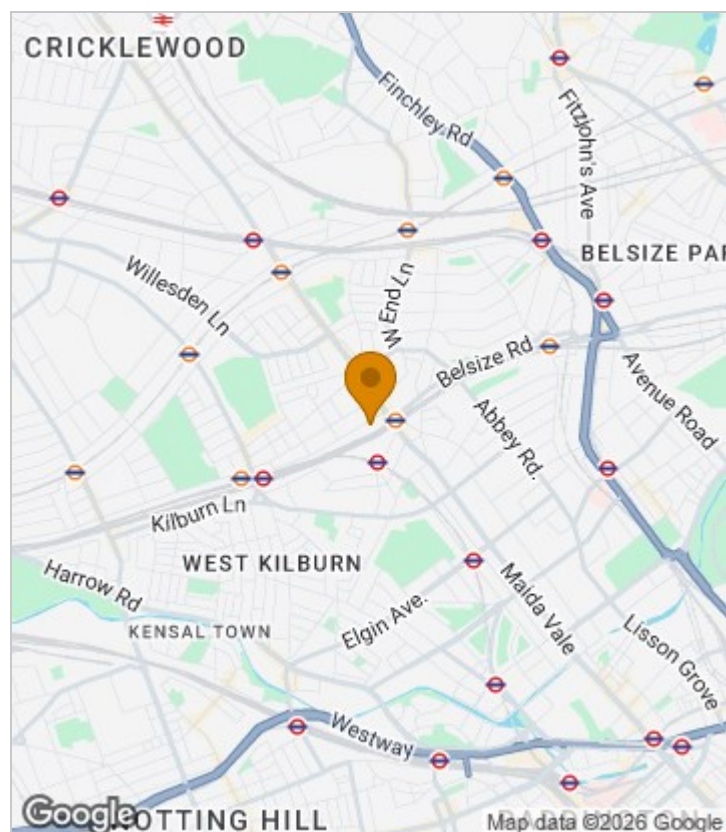 CRICKLEWOOD
Finchley Rd
Fitzjohn's Ave
BELSIZE PAR
Willesden Ln
W End Ln
Belsize Rd
Avenue Road
Abbey Rd.
Kilburn Ln
WEST KILBURN
Harrow Rd
Maida Vale
Elgin Ave.
KENSAL TOWN
Lisson Grove
Westway
Google
NOTTING HILL
Map data ©2026 Google